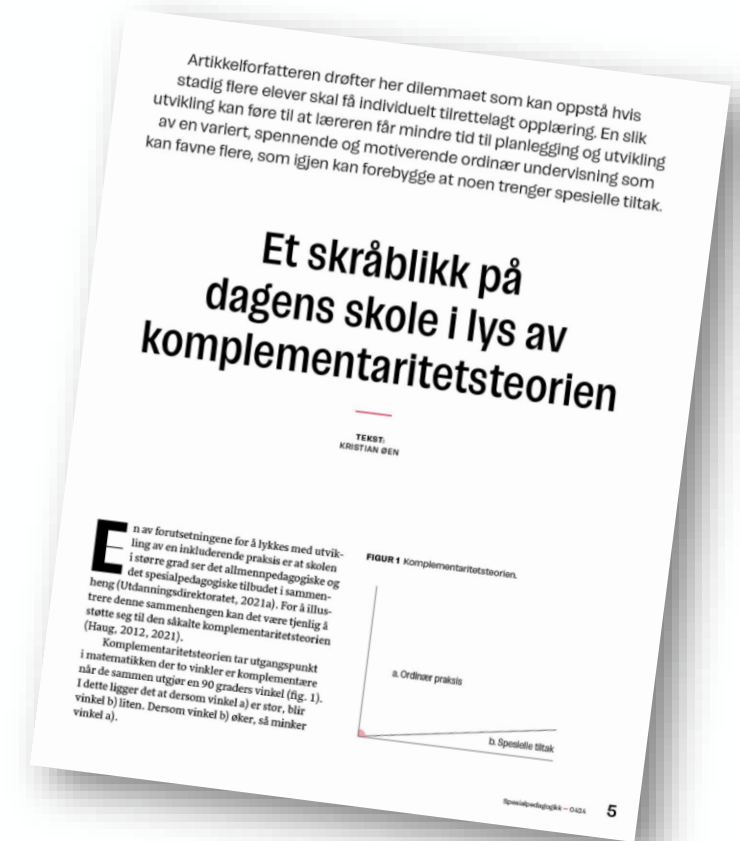 Artikkelforfatteren drøfter her dilemmaet som kan oppstå hvis
stadig flere elever skal få individuelt tilrettelagt opplæring. En slik
utvikling kan føre til at læreren får mindre tid til planlegging og utvikling
av en variert, spennende og motiverende ordinær undervisning som
kan favne flere, som igjen kan forebygge at noen trenger spesielle tiltak.
Et skråblikk på
dagens skole i lys av
komplementaritetsteorien
TEKST:
KRISTIAN ØEN
En av forutsetningene for å lykkes med utvik-
ling av en inkluderende praksis er at skolen
i større grad ser det allmennpedagogiske og
det spesialpedagogiske tilbudet i sammen-
heng (Utdanningsdirektoratet, 2021a). For å illus-
trere denne sammenhengen kan det være tjenlig å
støtte seg til den såkalte komplementaritetsteorien
(Haug, 2012, 2021).
Komplementaritetsteorien tar utgangspunkt
i matematikken der to vinkler er komplementære
når de sammen utgjør en 90 graders vinkel (fig. 1).
I dette ligger det at dersom vinkel a) er stor, blir
vinkel b) liten. Dersom vinkel b) øker, så minker
vinkel a).
FIGUR 1 Komplementaritetsteorien.
a. Ordinær praksis
b. Spesielle tiltak
Spesialpedagogikk – 0424 5